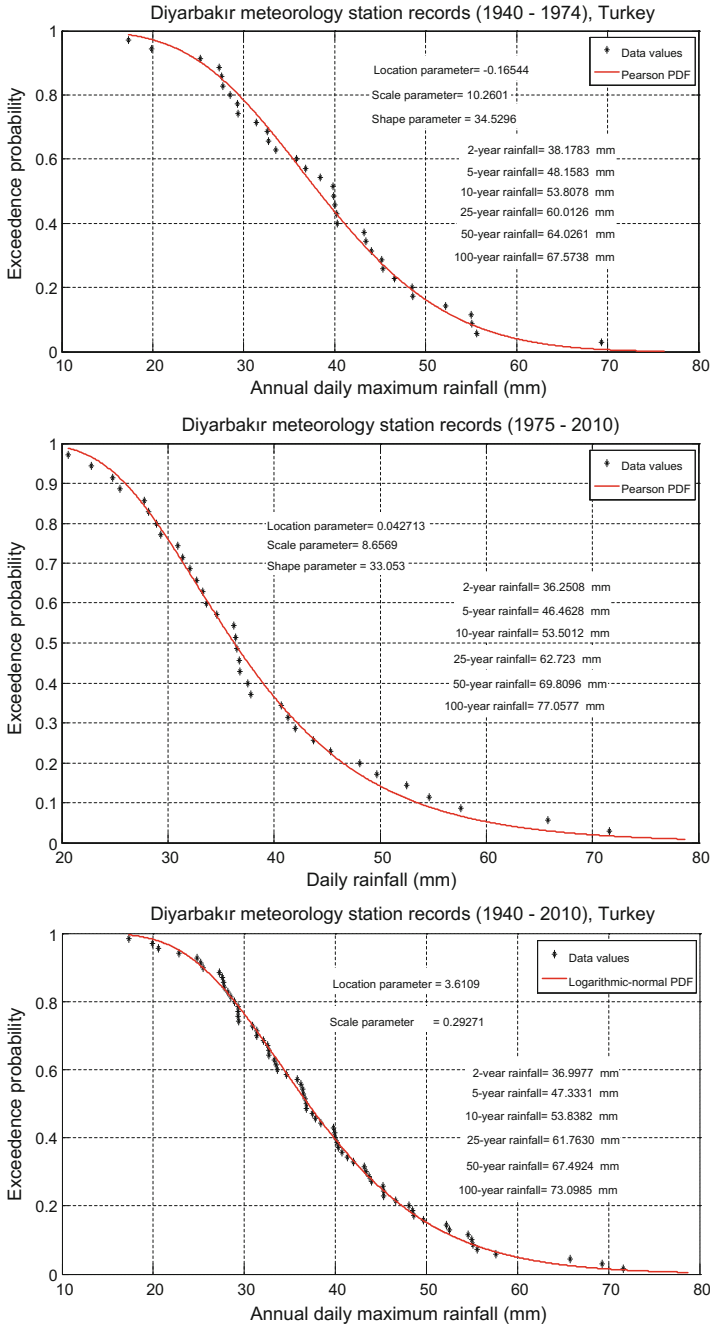 Diyarbakır meteorology station records (1940 - 1974), Turkey
Data values
Pearson PDF
Location parameter= -0.16544
Scale parameter= 10.2601
Shape parameter = 34.5296
2-year rainfall= 38.1783 mm
5-year rainfall= 48.1583 mm
10-year rainfall= 53.8078 mm
25-year rainfall= 60.0126 mm
50-year rainfall= 64.0261 mm
100-year rainfall= 67.5738 mm
Exceedence probability
1
0.8
0.6
0.4
0.2
0
10 20 30 40 50 60 70 80
Annual daily maximum rainfall (mm)
Diyarbakır meteorology station records (1975 - 2010)
Data values
Pearson PDF
Location parameter= 0.042713
Scale parameter= 8.6569
Shape parameter = 33.053
2-year rainfall= 36.2508 mm
5-year rainfall= 46.4628 mm
10-year rainfall= 53.5012 mm
25-year rainfall= 62.723 mm
50-year rainfall= 69.8096 mm
100-year rainfall= 77.0577 mm
Exceedence probability
1
0.9
0.8
0.7
0.6
0.5
0.4
0.3
0.2
0.1
0
20 30 40 50 60 70 80
Daily rainfall (mm)
Diyarbakır meteorology station records (1940 - 2010), Turkey
Data values
Logarithmic-normal PDF
Location parameter = 3.6109
Scale parameter = 0.29271
2-year rainfall= 36.9977 mm
5-year rainfall= 47.3331 mm
10-year rainfall= 53.8382 mm
25-year rainfall= 61.7630 mm
50-year rainfall= 67.4924 mm
100-year rainfall= 73.0985 mm
Exceedence probability
1
0.8
0.6
0.4
0.2
0
10 20 30 40 50 60 70 80
Annual daily maximum rainfall (mm)